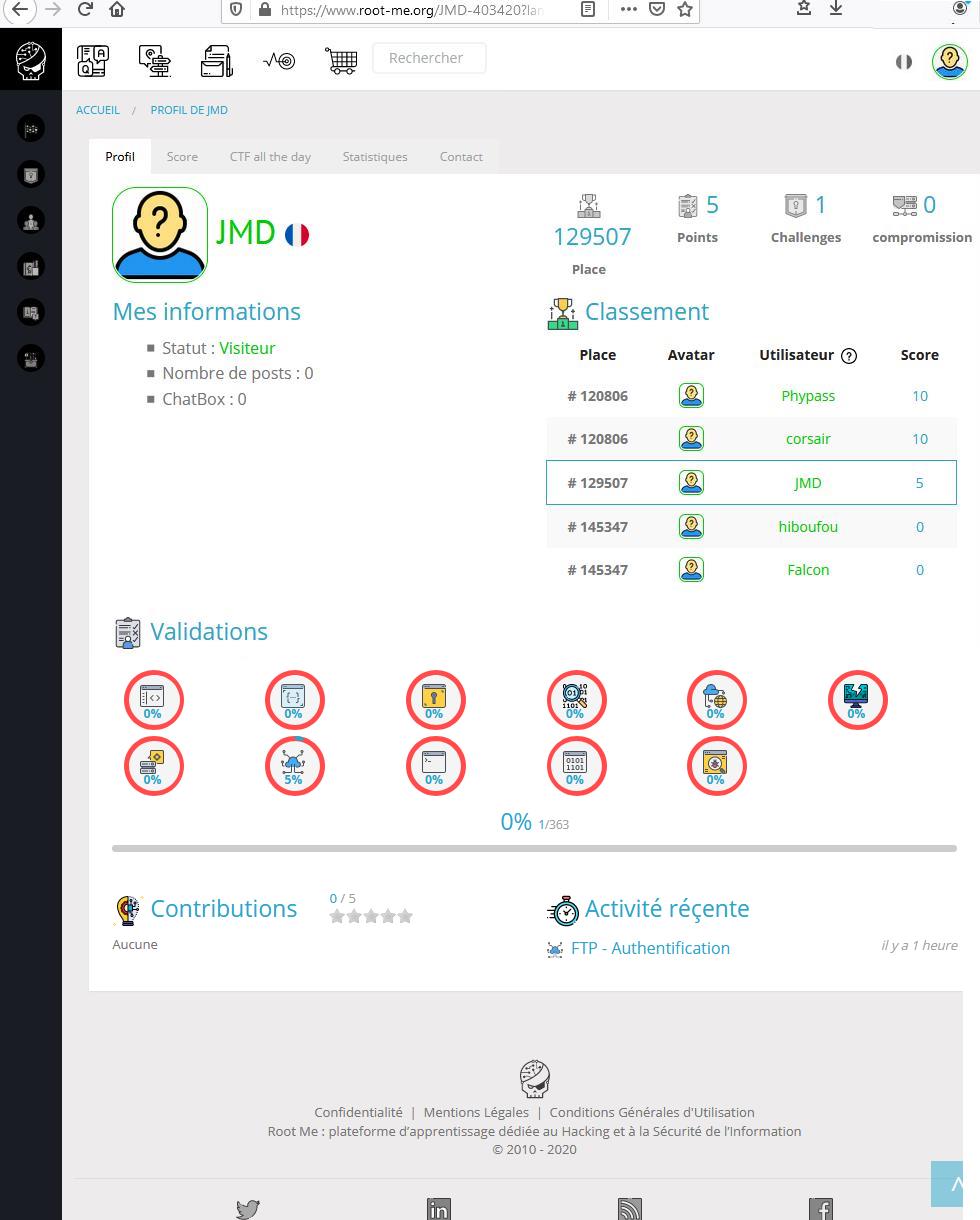 https://www.root-me.org/JMD-403420?lan
Rechercher
ACCUEIL / PROFIL DE JMD
Profil Score CTF all the day Statistiques Contact
JMD
129507 Place
5 Points
1 Challenges
0 compromission
Mes informations
Statut : Visiteur
Nombre de posts : 0
ChatBox : 0
Classement
Place Avatar Utilisateur ? Score
# 120806 Phypass 10
# 120806 corsair 10
# 129507 JMD 5
# 145347 hiboufou 0
# 145347 Falcon 0
Validations
0% 0% 0% 0% 0% 0%
0% 5% 0% 0% 0%
0% 1/363
Contributions 0 / 5
Aucune
Activité réçente
FTP - Authentification il y a 1 heure
Confidentialité | Mentions Légales | Conditions Générales d'Utilisation
Root Me : plateforme d’apprentissage dédiée au Hacking et à la Sécurité de l’Information
© 2010 - 2020